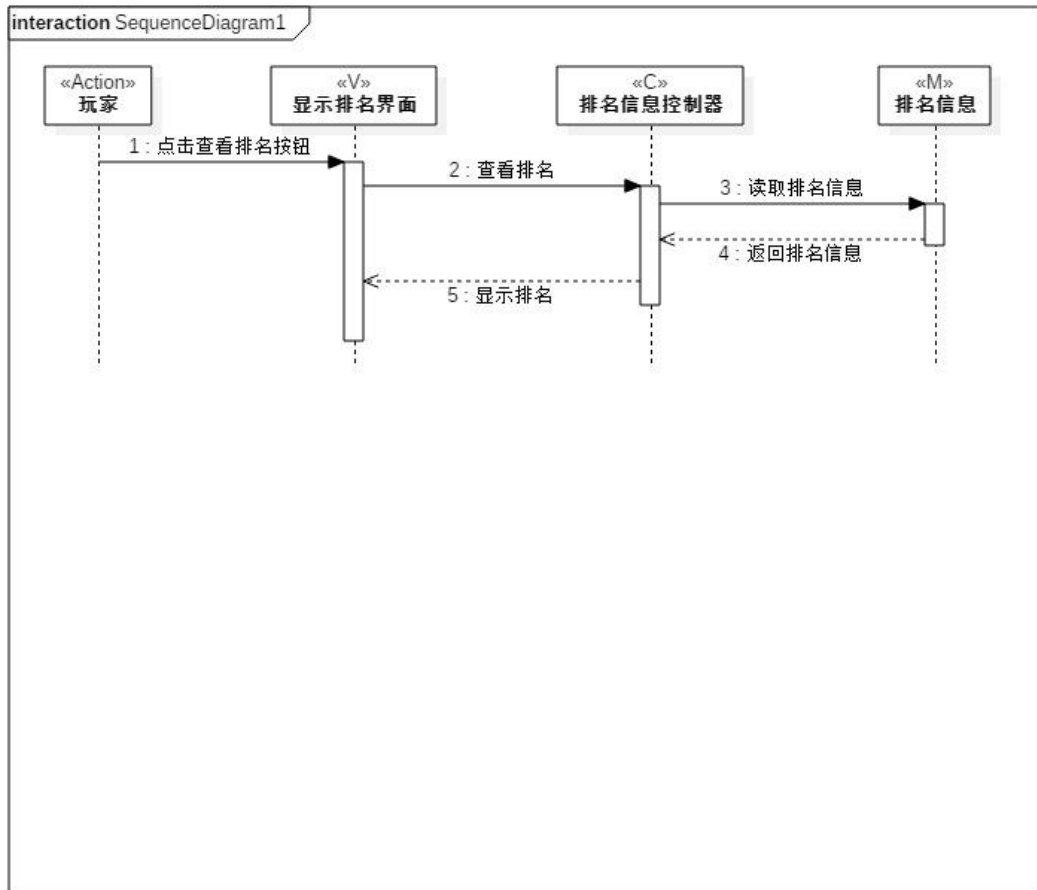 interaction SequenceDiagram1
«Action»
玩家
«V»
显示排名界面
«C»
排名信息控制器
«M»
排名信息
1 : 点击查看排名按钮
2 : 查看排名
3 : 读取排名信息
4 : 返回排名信息
5 : 显示排名